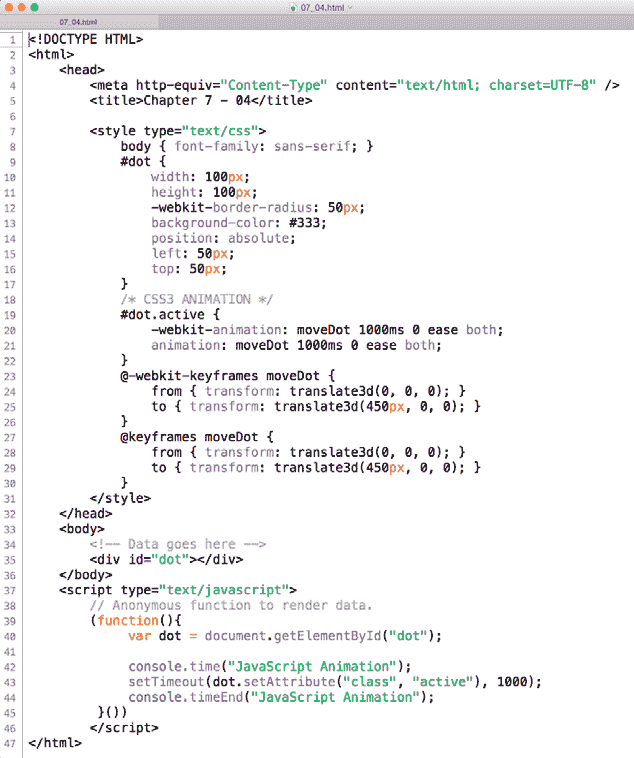 07_04.html
07_04.html
1 <!DOCTYPE HTML>
2 <html>
3 <head>
4 <meta http-equiv="Content-Type" content="text/html; charset=UTF-8" />
5 <title>Chapter 7 - 04</title>
6
7 <style type="text/css">
8 body { font-family: sans-serif; }
9 #dot {
10 width: 100px;
11 height: 100px;
12 -webkit-border-radius: 50px;
13 background-color: #333;
14 position: absolute;
15 left: 50px;
16 top: 50px;
17 }
18 /* CSS3 ANIMATION */
19 #dot.active {
20 -webkit-animation: moveDot 1000ms 0 ease both;
21 animation: moveDot 1000ms 0 ease both;
22 }
23 @-webkit-keyframes moveDot {
24 from { transform: translate3d(0, 0, 0); }
25 to { transform: translate3d(450px, 0, 0); }
26 }
27 @keyframes moveDot {
28 from { transform: translate3d(0, 0, 0); }
29 to { transform: translate3d(450px, 0, 0); }
30 }
31 </style>
32 </head>
33 <body>
34 <!-- Data goes here -->
35 <div id="dot"></div>
36 </body>
37 <script type="text/javascript">
38 // Anonymous function to render data.
39 (function(){
40 var dot = document.getElementById("dot");
41
42 console.time("JavaScript Animation");
43 setTimeout(dot.setAttribute("class", "active"), 1000);
44 console.timeEnd("JavaScript Animation");
45 }())
46 </script>
47 </html>